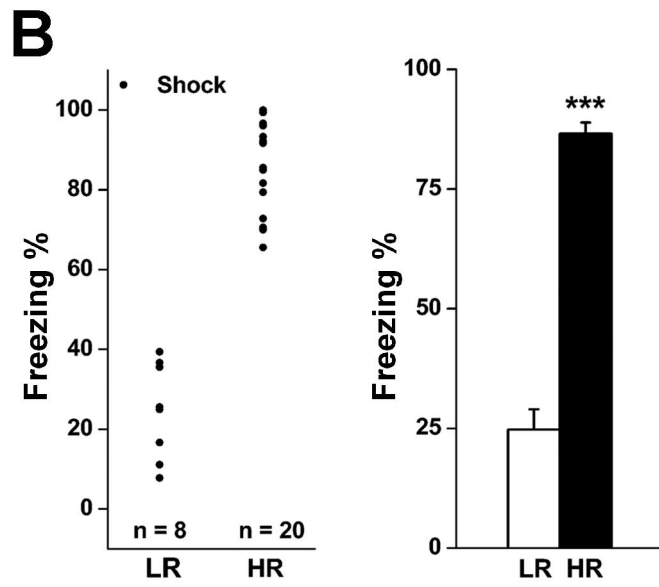 B
Shock
Freezing %
100
80
60
40
20
0
n = 8
n = 20
LR
HR
Freezing %
100
75
50
25
0
***
LR
HR